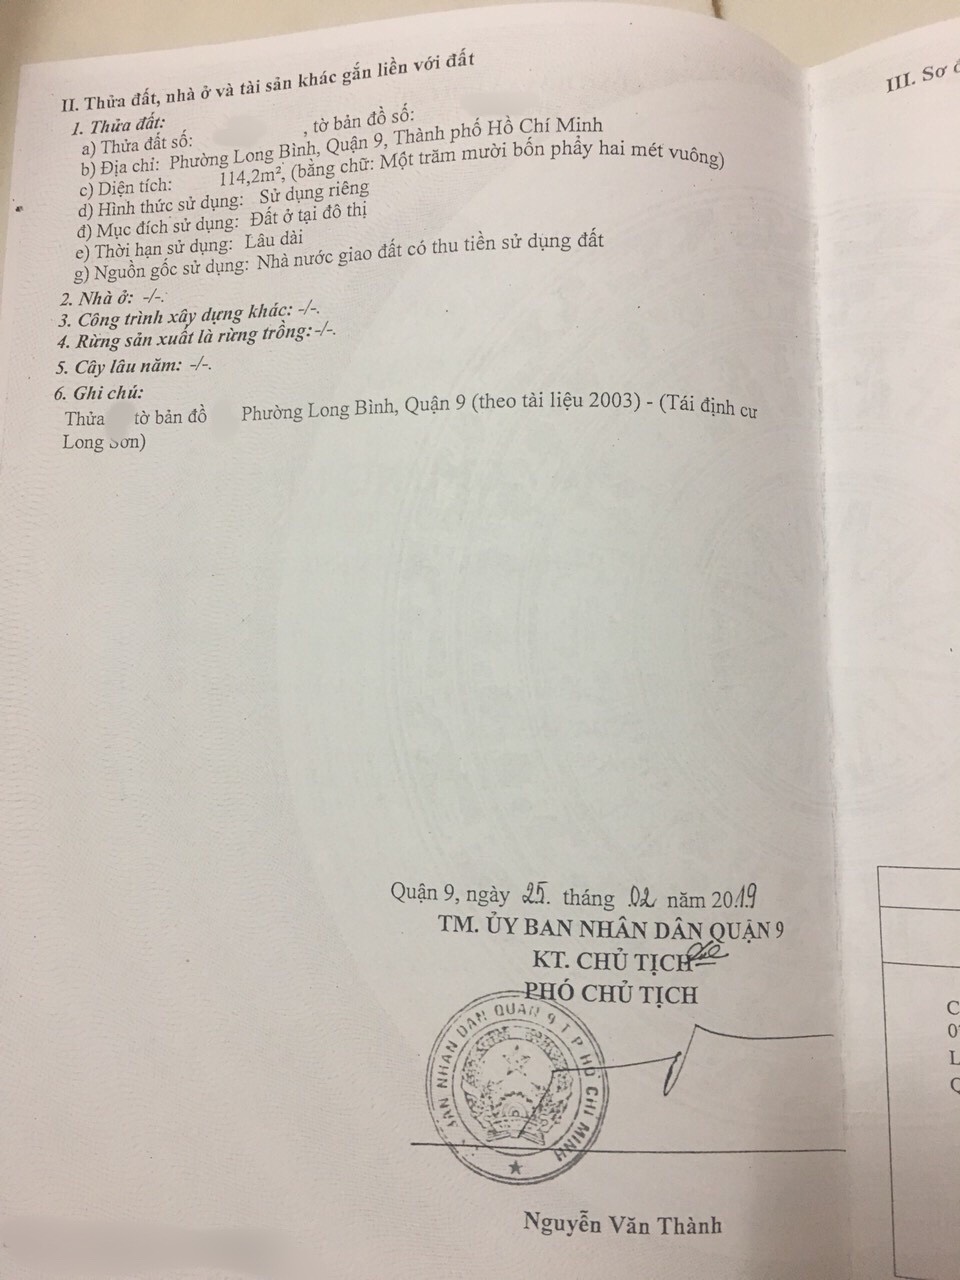 II. Thửa đất, nhà ở và tài sản khác gắn liền với đất
1. Thửa đất:
a) Thửa đất số: , tờ bản đồ số:
b) Địa chỉ: Phường Long Bình, Quận 9, Thành phố Hồ Chí Minh
c) Diện tích: 114,2m², (bằng chữ: Một trăm mười bốn phẩy hai mét vuông)
d) Hình thức sử dụng: Sử dụng riêng
đ) Mục đích sử dụng: Đất ở tại đô thị
e) Thời hạn sử dụng: Lâu dài
g) Nguồn gốc sử dụng: Nhà nước giao đất có thu tiền sử dụng đất
2. Nhà ở: -/-.
3. Công trình xây dựng khác: -/-.
4. Rừng sản xuất là rừng trồng: -/-.
5. Cây lâu năm: -/-.
6. Ghi chú:
Thửa tờ bản đồ Phường Long Bình, Quận 9 (theo tài liệu 2003) - (Tái định cư
Long Sơn)
Quận 9, ngày 25. tháng 02 năm 2019
TM. ỦY BAN NHÂN DÂN QUẬN 9
KT. CHỦ TỊCH
PHÓ CHỦ TỊCH
NHÂN DÂN QUẬN 9 T.P HỒ CHÍ MINH
Nguyễn Văn Thành
III. Sơ